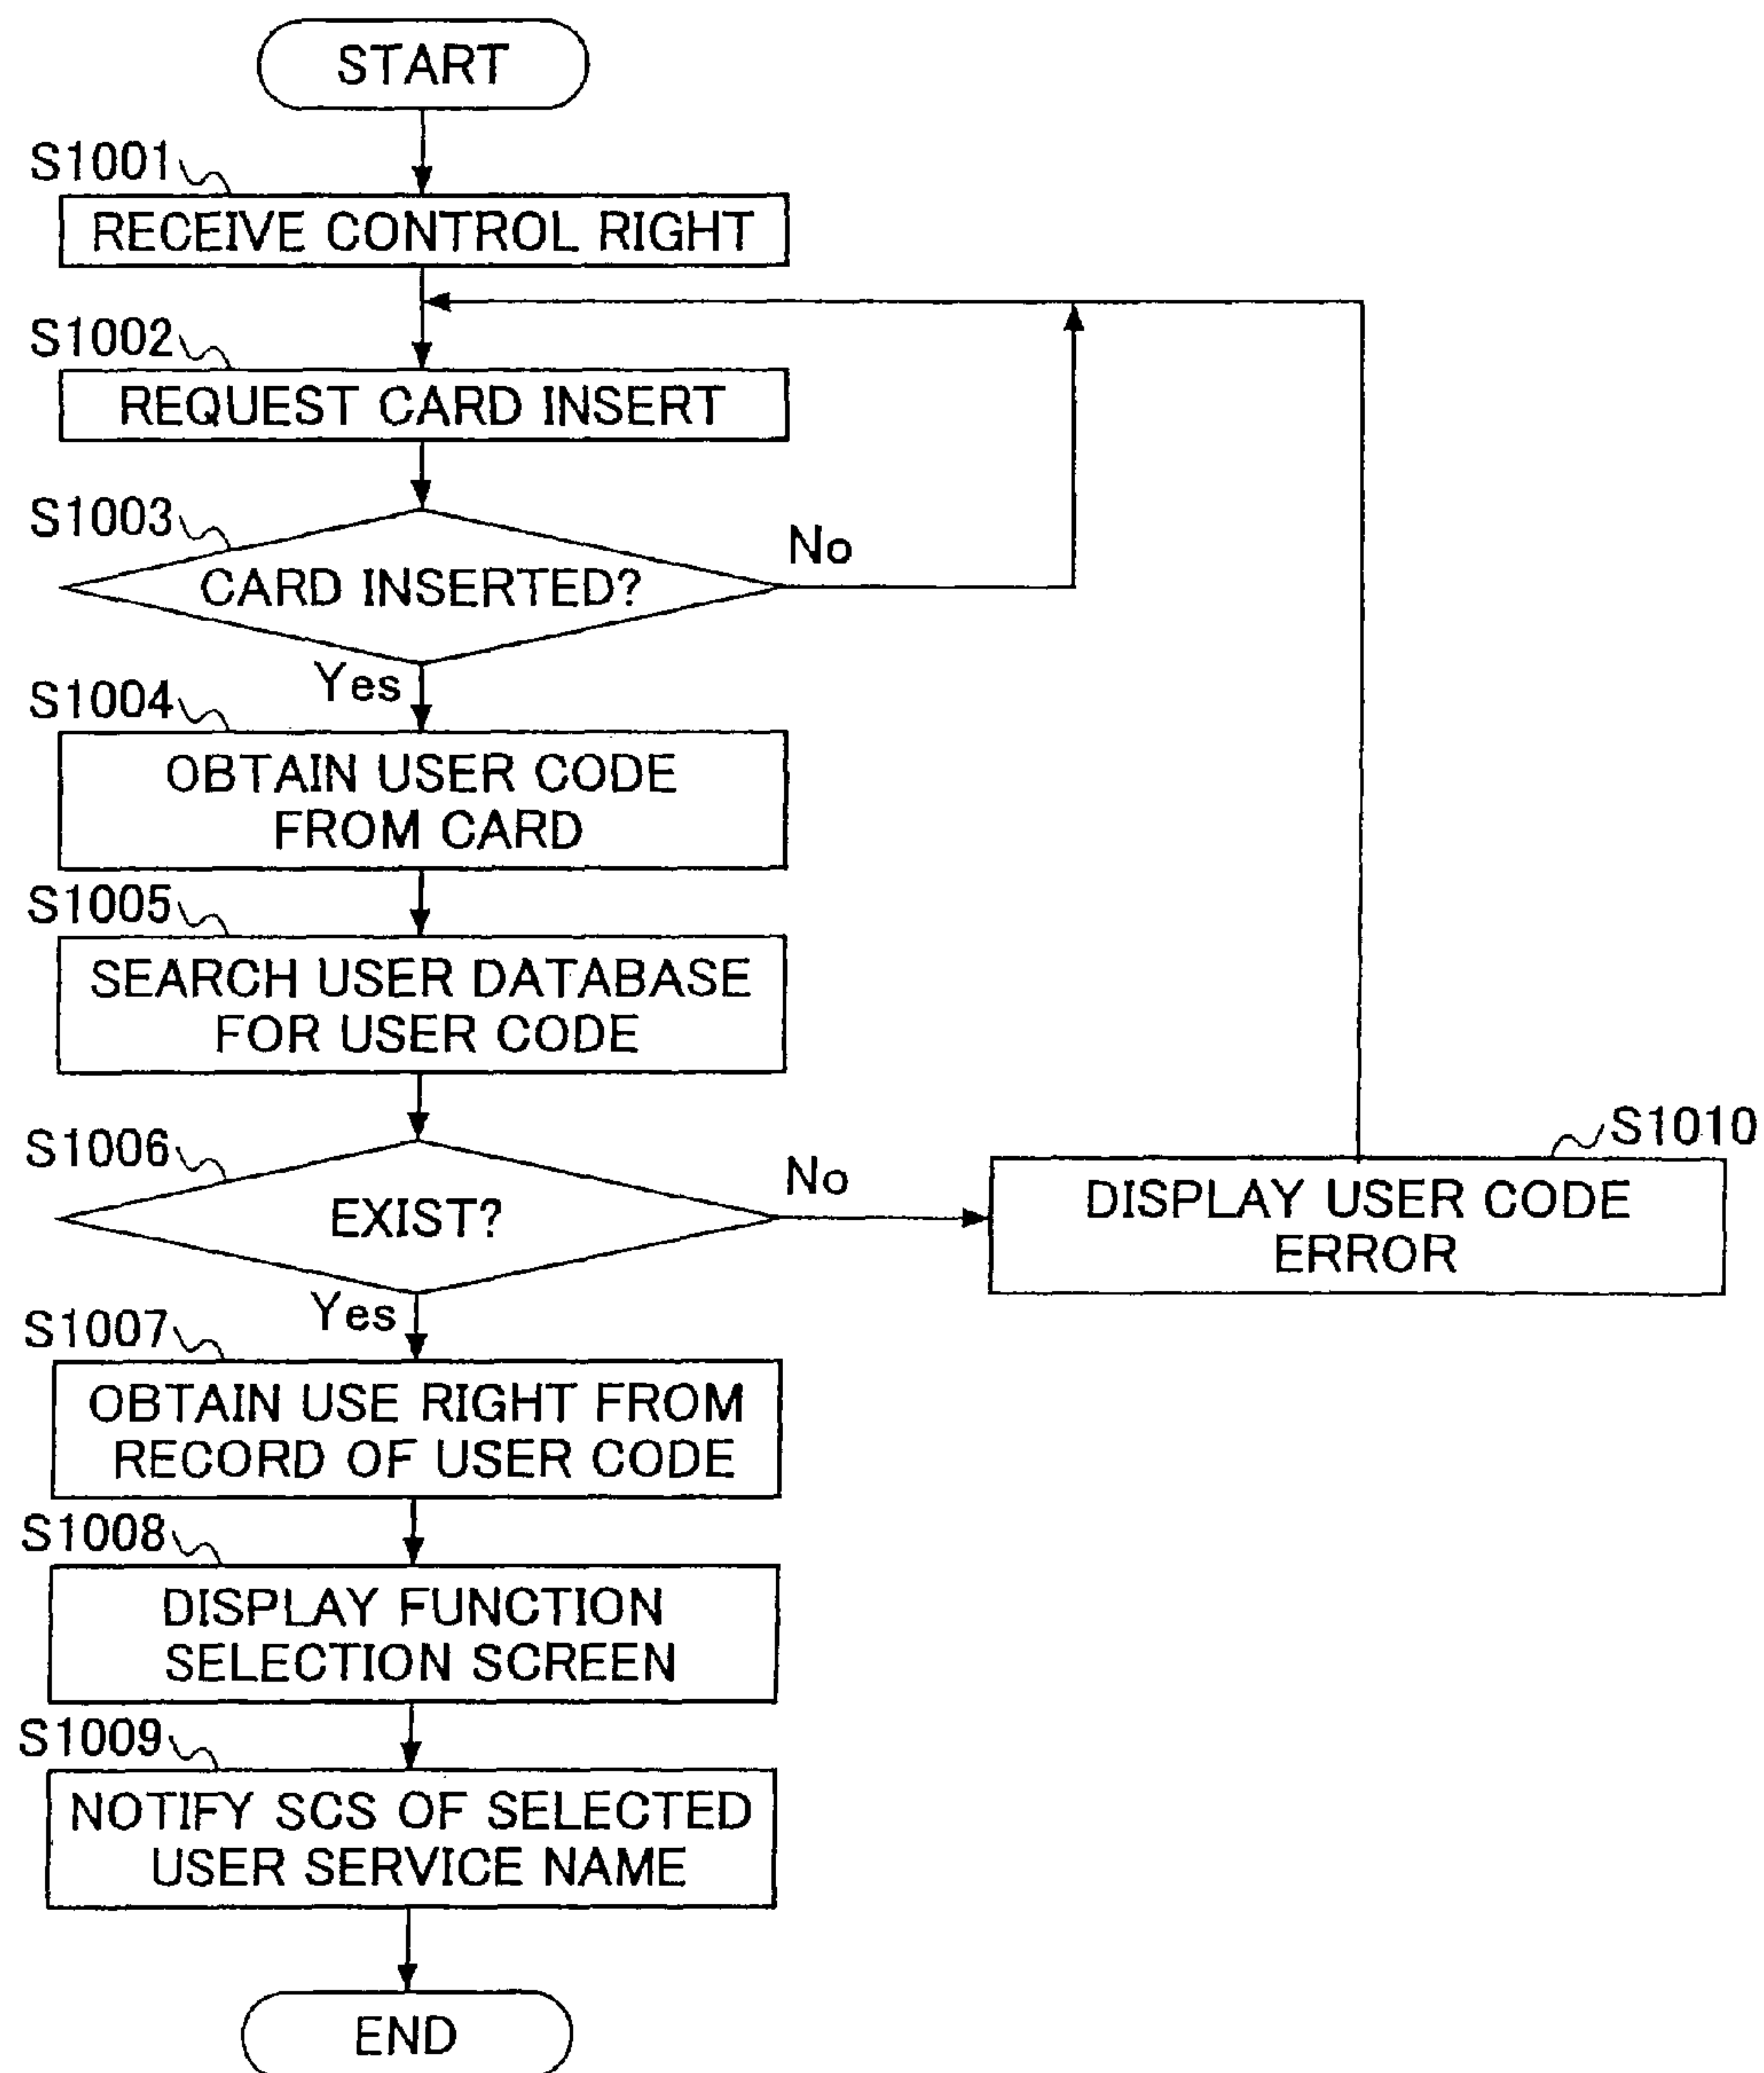 START
S1001
RECEIVE CONTROL RIGHT
S1002
REQUEST CARD INSERT
S1003
No
CARD INSERTED?
Yes
S1004
OBTAIN USER CODE
FROM CARD
S1005
SEARCH USER DATABASE
FOR USER CODE
S1006
No
EXIST?
S1010
DISPLAY USER CODE
ERROR
Yes
S1007
OBTAIN USE RIGHT FROM
RECORD OF USER CODE
S1008
DISPLAY FUNCTION
SELECTION SCREEN
S1009
NOTIFY SCS OF SELECTED
USER SERVICE NAME
END